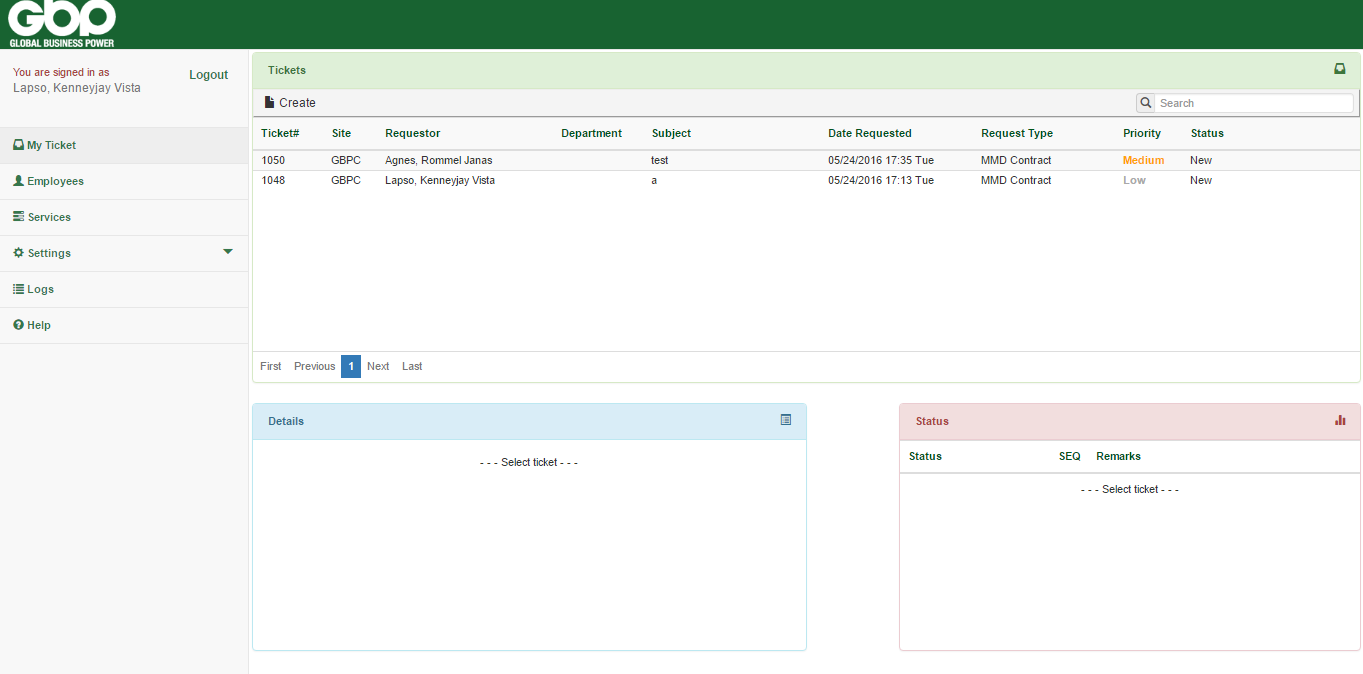 Gbp
GLOBAL BUSINESS POWER
You are signed in as
Lapso, Kenneyjay Vista
Logout
My Ticket
Employees
Services
Settings
Logs
Help
Tickets
Create
Search
Ticket# Site Requestor Department Subject Date Requested Request Type Priority Status
1050 GBPC Agnes, Rommel Janas test 05/24/2016 17:35 Tue MMD Contract Medium New
1048 GBPC Lapso, Kenneyjay Vista a 05/24/2016 17:13 Tue MMD Contract Low New
First Previous 1 Next Last
Details
- - - Select ticket - - -
Status
Status SEQ Remarks
- - - Select ticket - - -